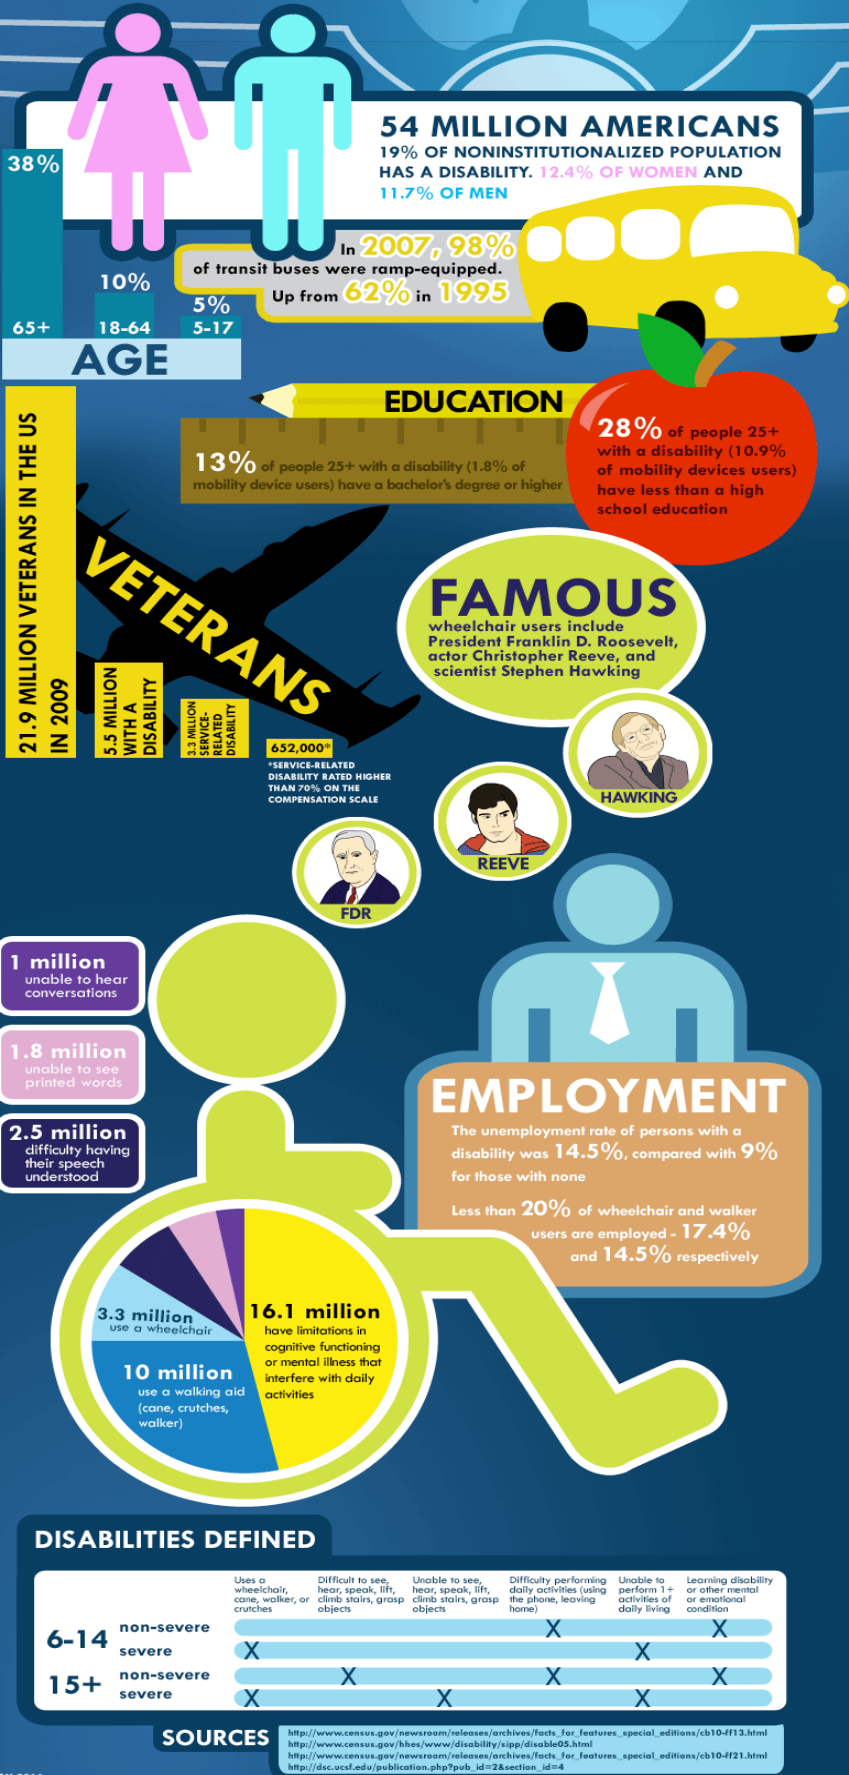 54 MILLION AMERICANS
19% OF NONINSTITUTIONALIZED POPULATION
HAS A DISABILITY. 12.4% OF WOMEN AND
11.7% OF MEN
38%
65+
10%
18-64
5%
5-17
AGE
In 2007, 98%
of transit buses were ramp-equipped.
Up from 62% in 1995
EDUCATION
13% of people 25+ with a disability (1.8% of
mobility device users) have a bachelor's degree or higher
28% of people 25+
with a disability (10.9%
of mobility devices users)
have less than a high
school education
VETERANS
21.9 MILLION VETERANS IN THE US
IN 2009
5.5 MILLION
WITH A
DISABILITY
3.3 MILLION
SERVICE-
RELATED
DISABILITY
652,000*
*SERVICE-RELATED
DISABILITY RATED HIGHER
THAN 70% ON THE
COMPENSATION SCALE
FAMOUS
wheelchair users include
President Franklin D. Roosevelt,
actor Christopher Reeve, and
scientist Stephen Hawking
HAWKING
REEVE
FDR
1 million
unable to hear
conversations
1.8 million
unable to see
printed words
2.5 million
difficulty having
their speech
understood
EMPLOYMENT
The unemployment rate of persons with a
disability was 14.5%, compared with 9%
for those with none
Less than 20% of wheelchair and walker
users are employed - 17.4%
and 14.5% respectively
3.3 million
use a wheelchair
16.1 million
have limitations in
cognitive functioning
or mental illness that
interfere with daily
activities
10 million
use a walking aid
(cane, crutches,
walker)
DISABILITIES DEFINED
Uses a
wheelchair,
cane, walker, or
crutches
Difficult to see,
hear, speak, lift,
climb stairs, grasp
objects
Unable to see,
hear, speak, lift,
climb stairs, grasp
objects
Difficulty performing
daily activities (using
the phone, leaving
home)
Unable to
perform 1+
activities of
daily living
Learning disability
or other mental
or emotional
condition
6-14
non-severe X X
severe X X
15+
non-severe X X X
severe X X X
SOURCES
http://www.census.gov/newsroom/releases/archives/facts_for_features_special_editions/cb10-ff13.html
http://www.census.gov/hhes/www/disability/sipp/disable05.html
http://www.census.gov/newsroom/releases/archives/facts_for_features_special_editions/cb10-ff21.html
http://dsc.ucsf.edu/publication.php?pub_id=2&section_id=4